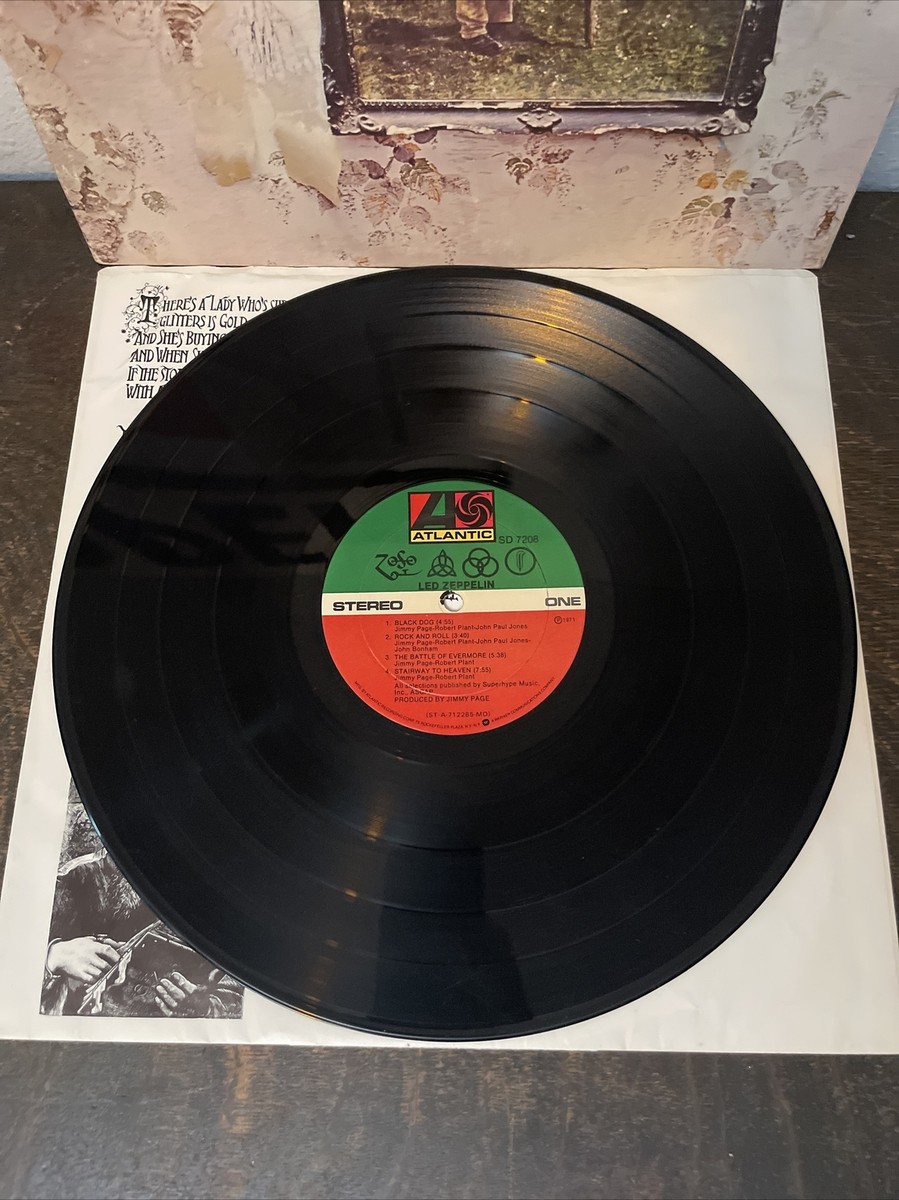 THERE'S A LADY WHO'S
GLITTERS IS GOLD
AND SHE'S BUYING
AND WHEN
IF THE
WITH
ATLANTIC
SD 7208
LED ZEPPELIN
STEREO
ONE
1. BLACK DOG (4:55)
Jimmy Page-Robert Plant-John Paul Jones
℗1971
2. ROCK AND ROLL (3:40)
Jimmy Page-Robert Plant-John Paul Jones-
John Bonham
3. THE BATTLE OF EVERMORE (5:38)
Jimmy Page-Robert Plant
4. STAIRWAY TO HEAVEN (7:55)
Jimmy Page-Robert Plant
All selections published by Superhype Music,
Inc., ASCAP
PRODUCED BY JIMMY PAGE
(ST-A-712285-MO)
A WARNER COMMUNICATIONS COMPANY